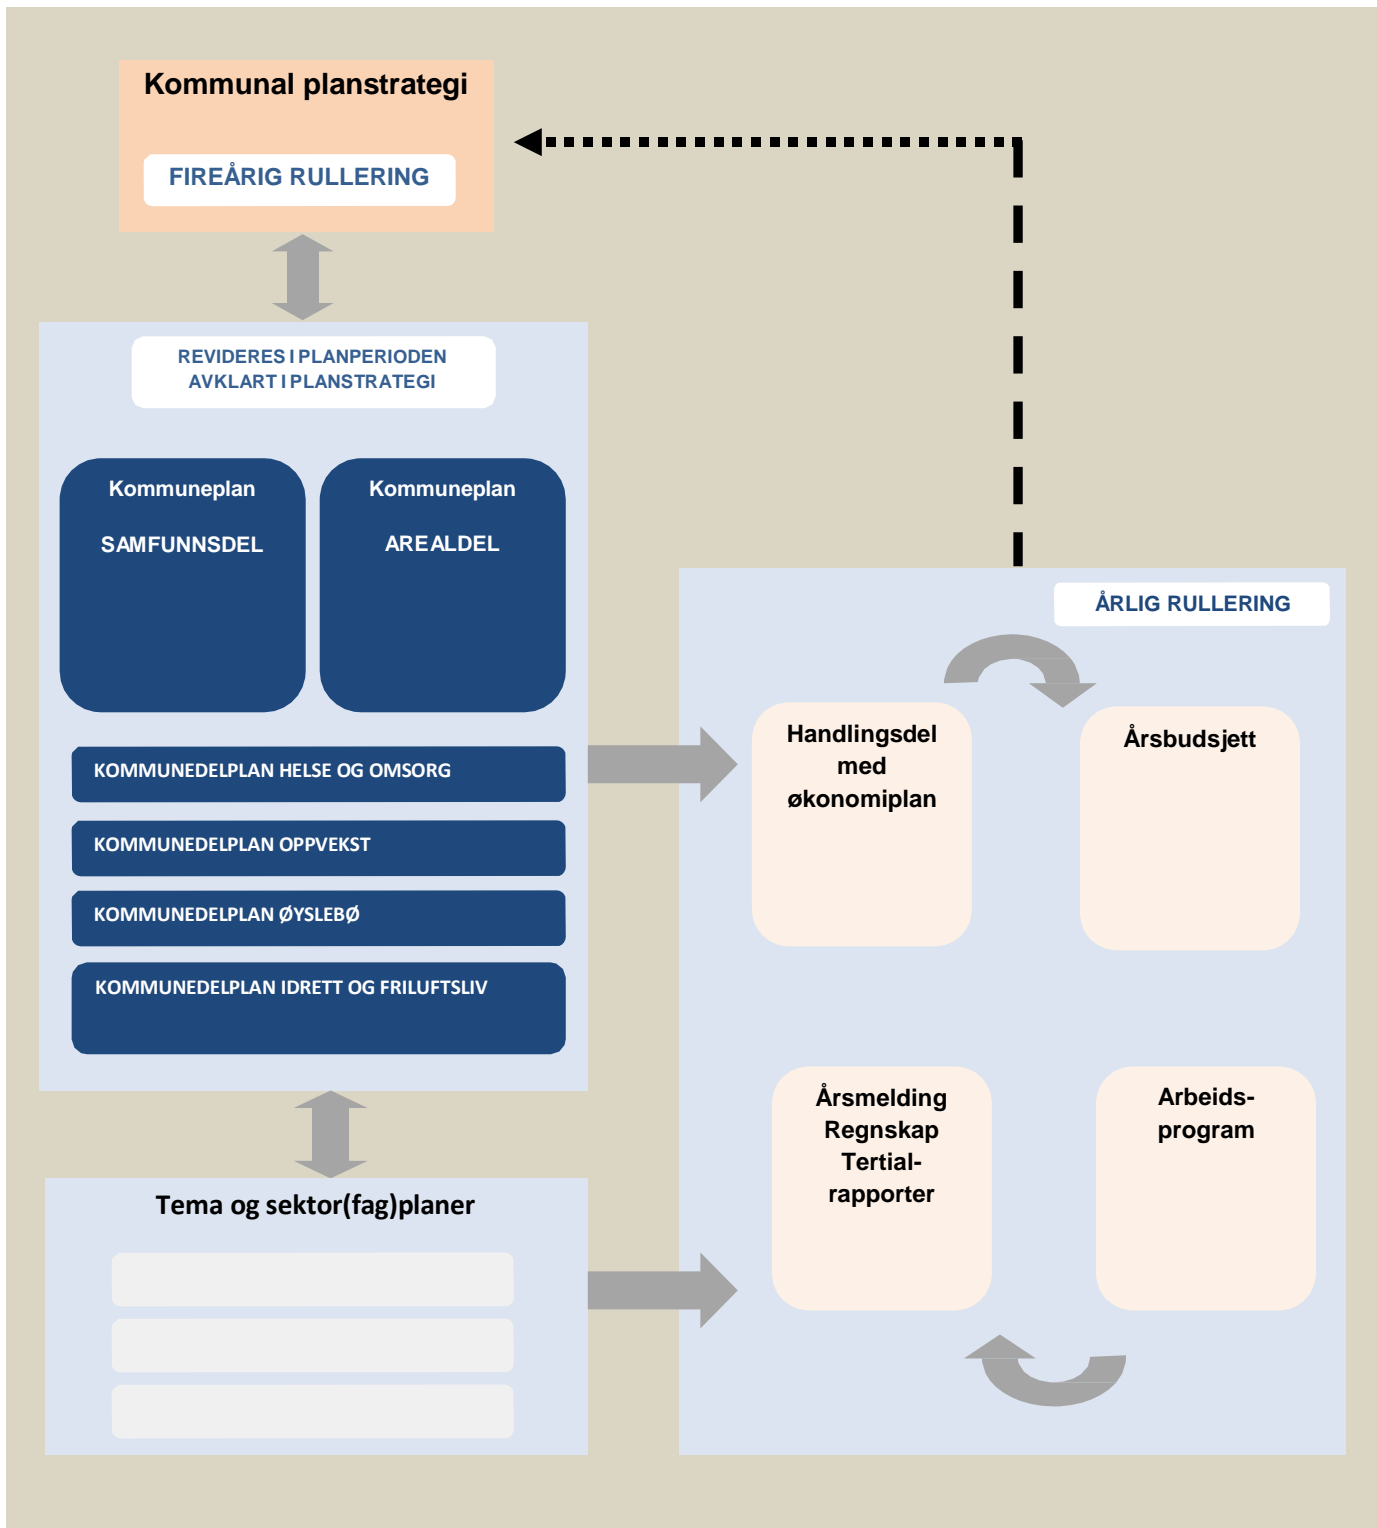 Kommunal planstrategi
FIREÅRIG RULLERING
REVIDERES I PLANPERIODEN
AVKLART I PLANSTRATEGI
Kommuneplan
SAMFUNNSDEL
Kommuneplan
AREALDEL
KOMMUNEDELPLAN HELSE OG OMSORG
KOMMUNEDELPLAN OPPVEKST
KOMMUNEDELPLAN ØYSLEBØ
KOMMUNEDELPLAN IDRETT OG FRILUFTSLIV
Tema og sektor(fag)planer
ÅRLIG RULLERING
Handlingsdel
med
økonomiplan
Årsbudsjett
Årsmelding
Regnskap
Tertial-
rapporter
Arbeids-
program